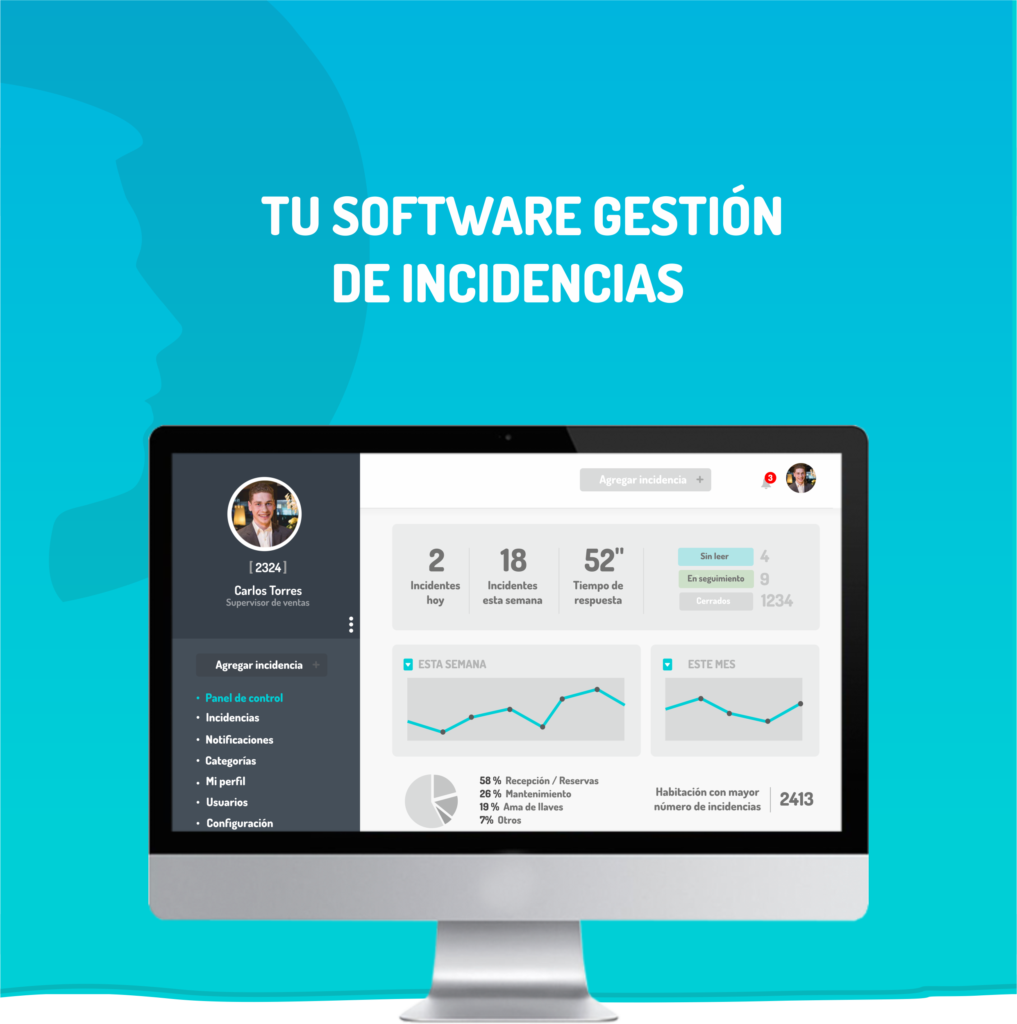 TU SOFTWARE GESTIÓN
DE INCIDENCIAS
[ 2324 ]
Carlos Torres
Supervisor de ventas
Agregar incidencia +
• Panel de control
• Incidencias
• Notificaciones
• Categorías
• Mi perfil
• Usuarios
• Configuración
Agregar incidencia +
3
2
Incidentes
hoy
18
Incidentes
esta semana
52"
Tiempo de
respuesta
Sin leer 4
En seguimiento 9
Cerrados 1234
ESTA SEMANA
ESTE MES
58 % Recepción / Reservas
26 % Mantenimiento
19 % Ama de llaves
7% Otros
Habitación con mayor
número de incidencias
2413